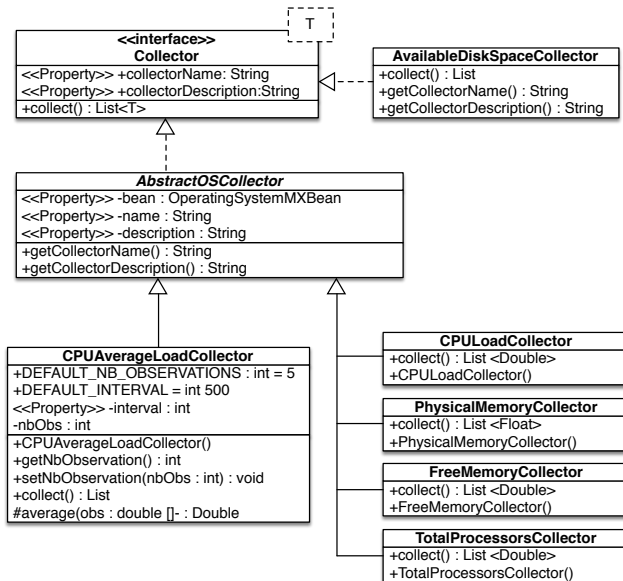 T
<<interface>>
Collector
<<Property>> +collectorName: String
<<Property>> +collectorDescription:String
+collect() : List<T>
AvailableDiskSpaceCollector
+collect() : List
+getCollectorName() : String
+getCollectorDescription() : String
AbstractOSCollector
<<Property>> -bean : OperatingSystemMXBean
<<Property>> -name : String
<<Property>> -description : String
+getCollectorName() : String
+getCollectorDescription() : String
CPUAverageLoadCollector
+DEFAULT_NB_OBSERVATIONS : int = 5
+DEFAULT_INTERVAL = int 500
<<Property>> -interval : int
-nbObs : int
+CPUAverageLoadCollector()
+getNbObservation() : int
+setNbObservation(nbObs : int) : void
+collect() : List
#average(obs : double []- : Double
CPULoadCollector
+collect() : List <Double>
+CPULoadCollector()
PhysicalMemoryCollector
+collect() : List <Float>
+PhysicalMemoryCollector()
FreeMemoryCollector
+collect() : List <Double>
+FreeMemoryCollector()
TotalProcessorsCollector
+collect() : List <Double>
+TotalProcessorsCollector()